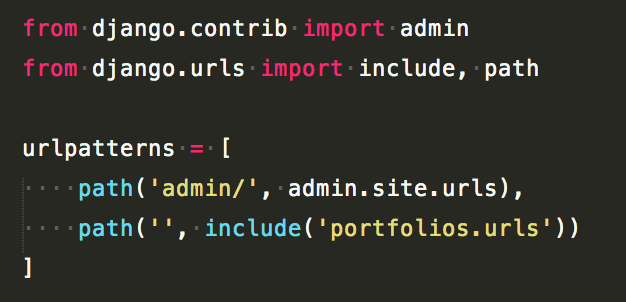 from django.contrib import admin
from django.urls import include, path

urlpatterns = [
    path('admin/', admin.site.urls),
    path('', include('portfolios.urls'))
]